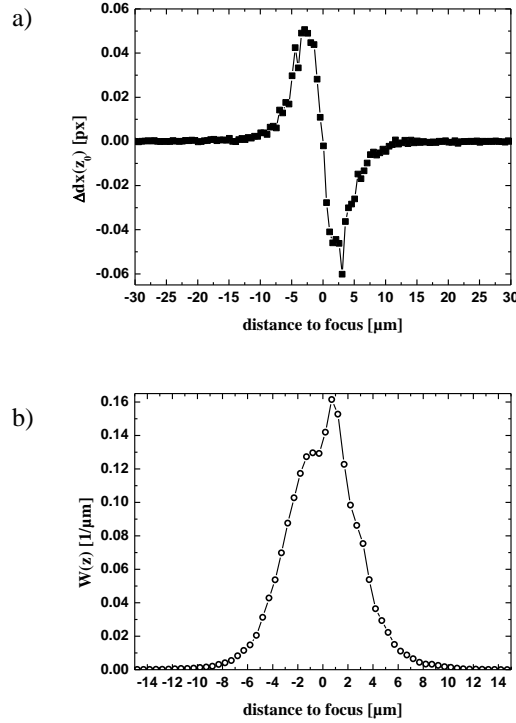 a)
0.06
0.04
0.02
0.00
-0.02
-0.04
-0.06
Δdx(z0) [px]
-30 -25 -20 -15 -10 -5 0 5 10 15 20 25 30
distance to focus [µm]
b)
0.16
0.14
0.12
0.10
0.08
0.06
0.04
0.02
0.00
W(z) [1/µm]
-14 -12 -10 -8 -6 -4 -2 0 2 4 6 8 10 12 14
distance to focus [µm]